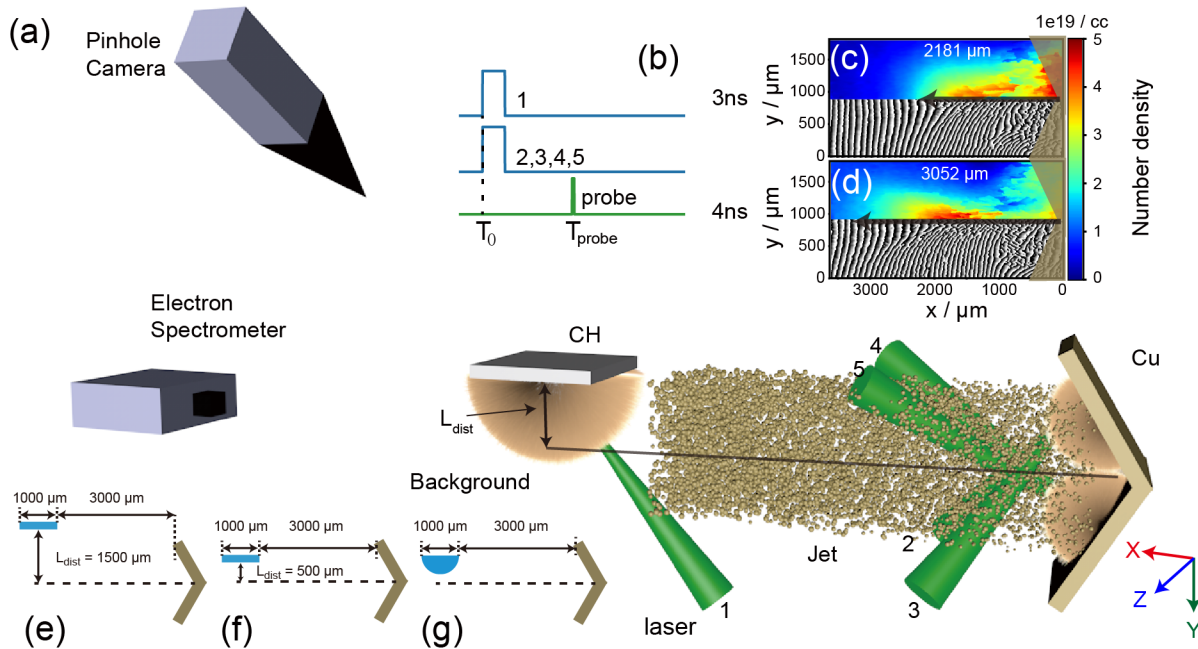 (a)
Pinhole
Camera
(b)
1
2,3,4,5
probe
T0
Tprobe
1e19 / cc
3ns
(c)
2181 μm
y / μm
1500
1000
500
0
4ns
(d)
3052 μm
y / μm
1500
1000
500
0
3000
2000
1000
0
x / μm
5
4
3
2
1
0
Number density
Electron
Spectrometer
CH
Ldist
4
5
Cu
Background
2
Jet
3
1
laser
X
Z
Y
1000 μm
3000 μm
Ldist = 1500 μm
(e)
1000 μm
3000 μm
Ldist = 500 μm
(f)
1000 μm
3000 μm
(g)